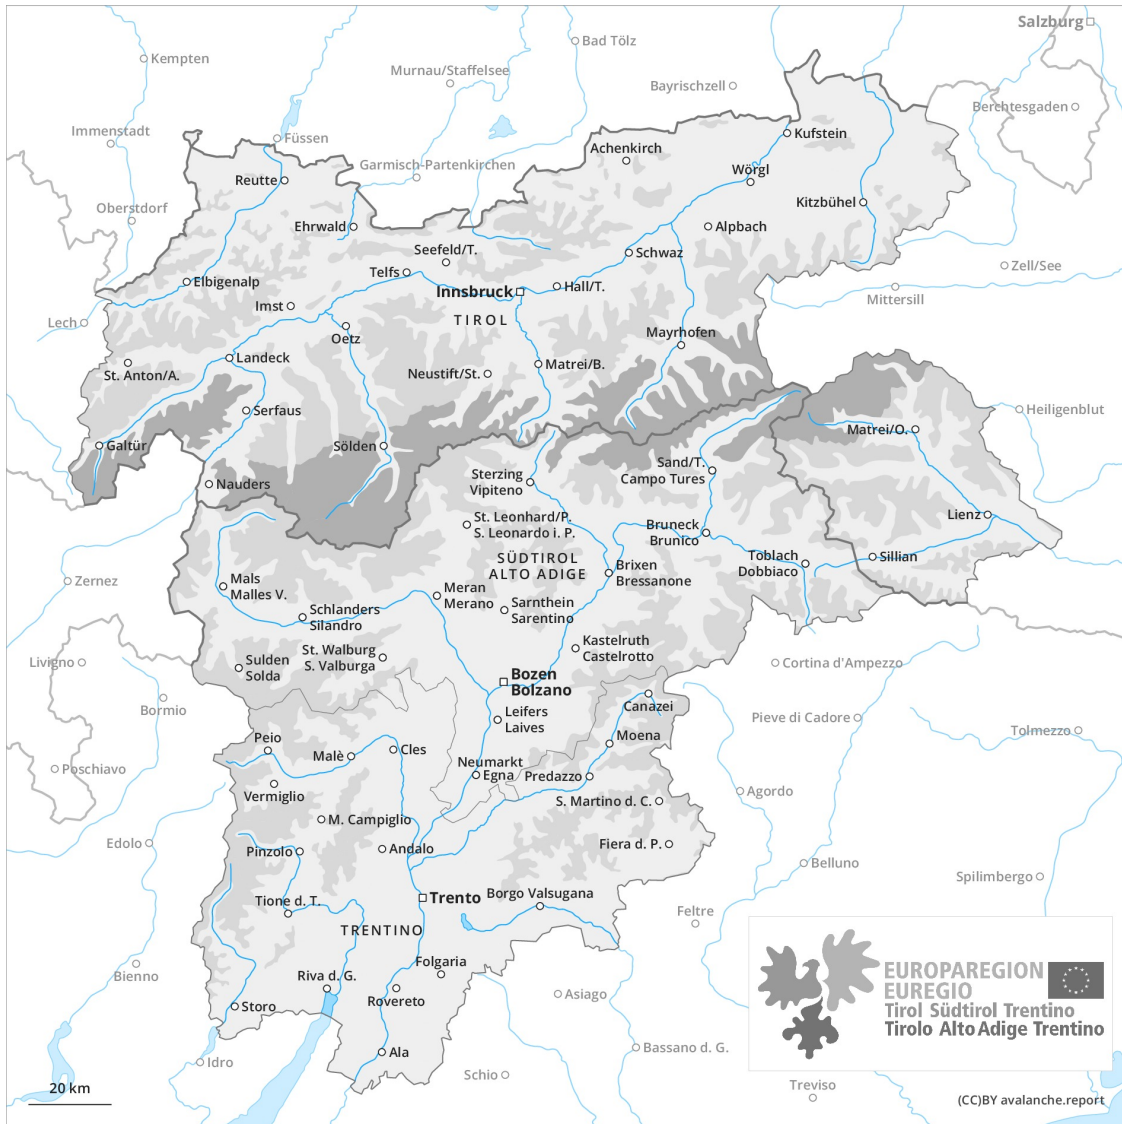 Salzburg
Bad Tölz
Kempten
Murnau/Staffelsee
Bayrischzell
Berchtesgaden
Immenstadt
Füssen
Kufstein
Achenkirch
Garmisch-Partenkirchen
Wörgl
Reutte
Oberstdorf
Kitzbühel
Ehrwald
Alpbach
Seefeld/T.
Schwaz
Telfs
Zell/See
Elbigenalp
Hall/T.
Innsbruck
Mittersill
Imst
TIROL
Lech
Oetz
Mayrhofen
Landeck
Matrei/B.
St. Anton/A.
Neustift/St.
Serfaus
Heiligenblut
Matrei/O.
Galtür
Sölden
Sand/T.
Campo Tures
Sterzing
Vipiteno
Nauders
St. Leonhard/P.
S. Leonardo i. P.
Lienz
Bruneck
Brunico
SÜDTIROL
ALTO ADIGE
Toblach
Dobbiaco
Sillian
Brixen
Bressanone
Zernez
Mals
Malles V.
Meran
Merano
Sarnthein
Sarentino
Schlanders
Silandro
Kastelruth
Castelrotto
St. Walburg
S. Valburga
Livigno
Sulden
Solda
Cortina d'Ampezzo
Bozen
Bolzano
Bormio
Canazei
Leifers
Laives
Pieve di Cadore
Tolmezzo
Moena
Peio
Cles
Malè
Neumarkt
Egna
Predazzo
Poschiavo
Vermiglio
Agordo
S. Martino d. C.
M. Campiglio
Edolo
Fiera d. P.
Pinzolo
Andalo
Belluno
Spilimbergo
Borgo Valsugana
Tione d. T.
Trento
Feltre
TRENTINO
Folgaria
Bienno
Riva d. G.
Rovereto
Asiago
Storo
EUROPAREGION
EUREGIO
Tirol Südtirol Trentino
Tirolo Alto Adige Trentino
Ala
Bassano d. G.
Idro
Schio
20 km
Treviso
(CC)BY avalanche.report